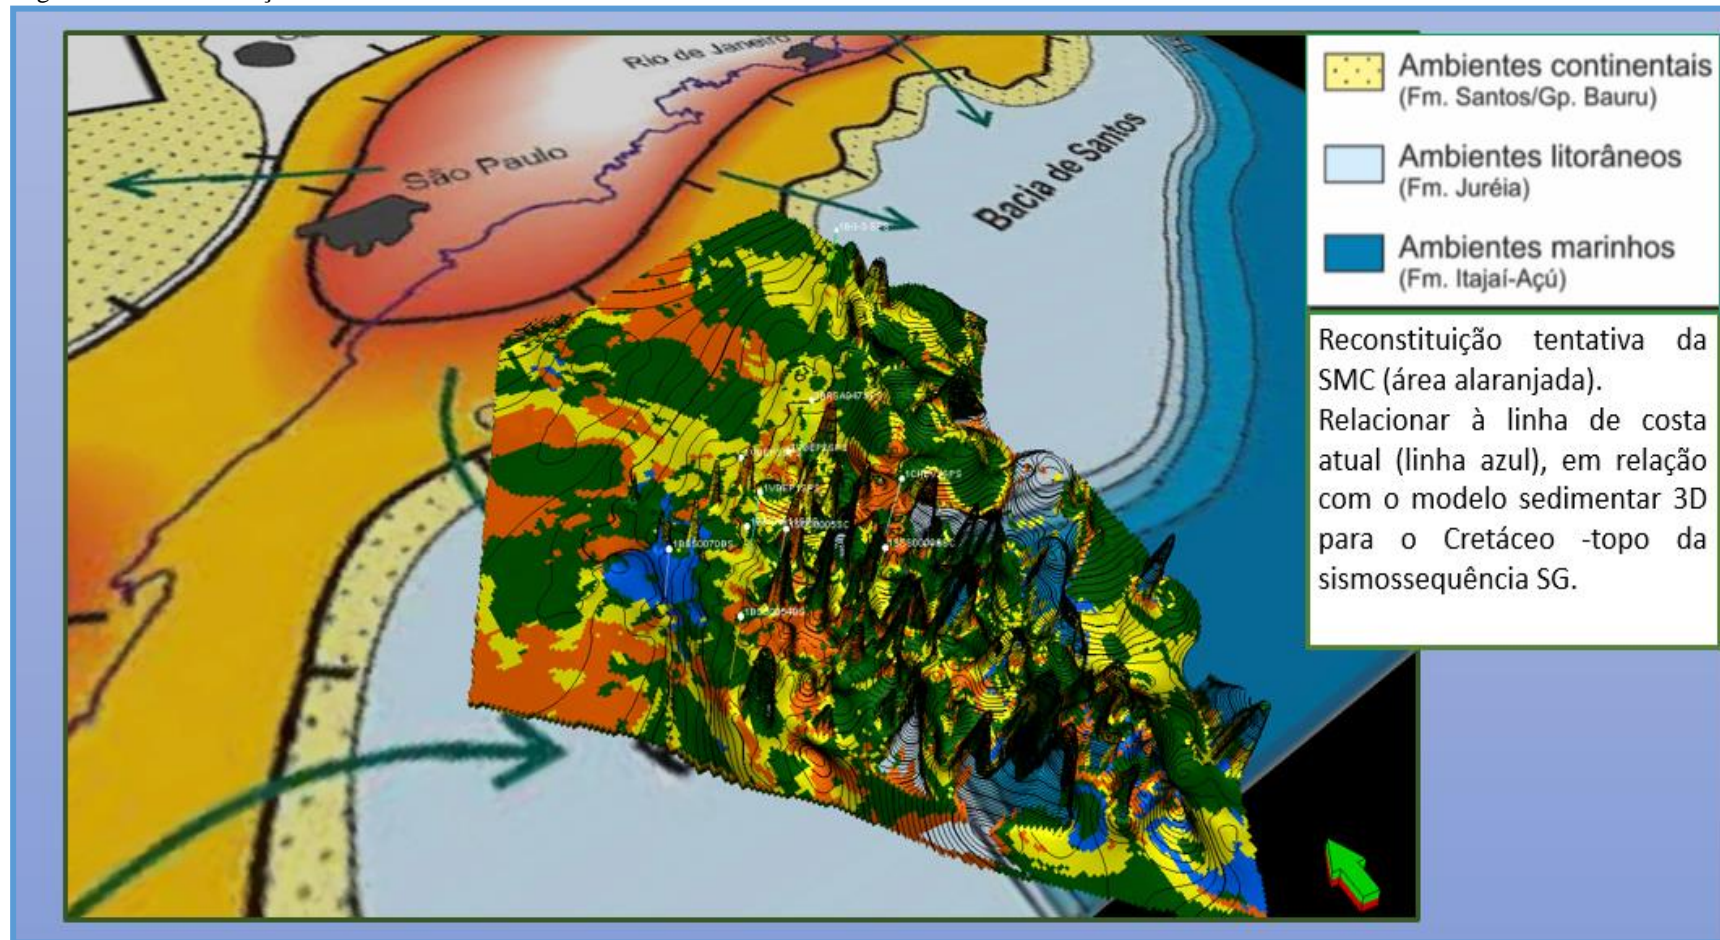 Rio de Janeiro
São Paulo
Bacia de Santos
Ambientes continentais
(Fm. Santos/Gp. Bauru)
Ambientes litorâneos
(Fm. Juréia)
Ambientes marinhos
(Fm. Itajaí-Açú)
Reconstituição tentativa da
SMC (área alaranjada).
Relacionar à linha de costa
atual (linha azul), em relação
com o modelo sedimentar 3D
para o Cretáceo -topo da
sismossequência SG.